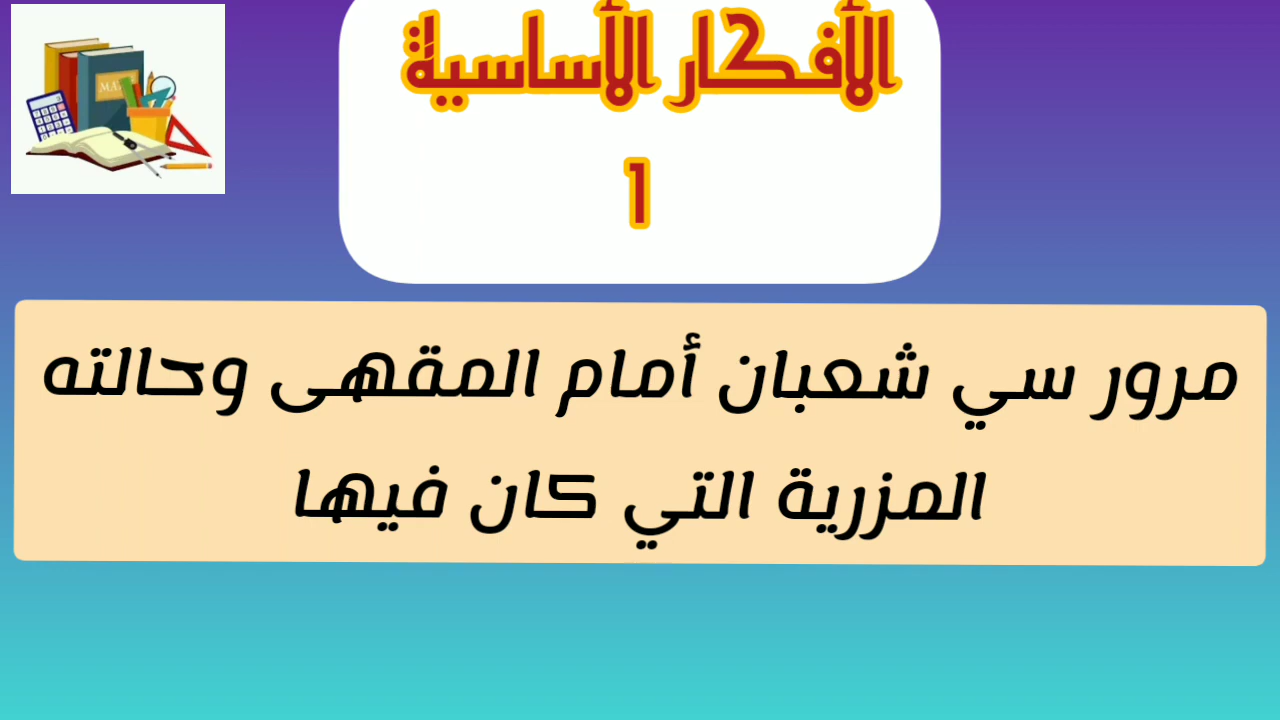 الأفكار الأساسية
1
مرور سي شعبان أمام المقهى وحالته
المزرية التي كان فيها